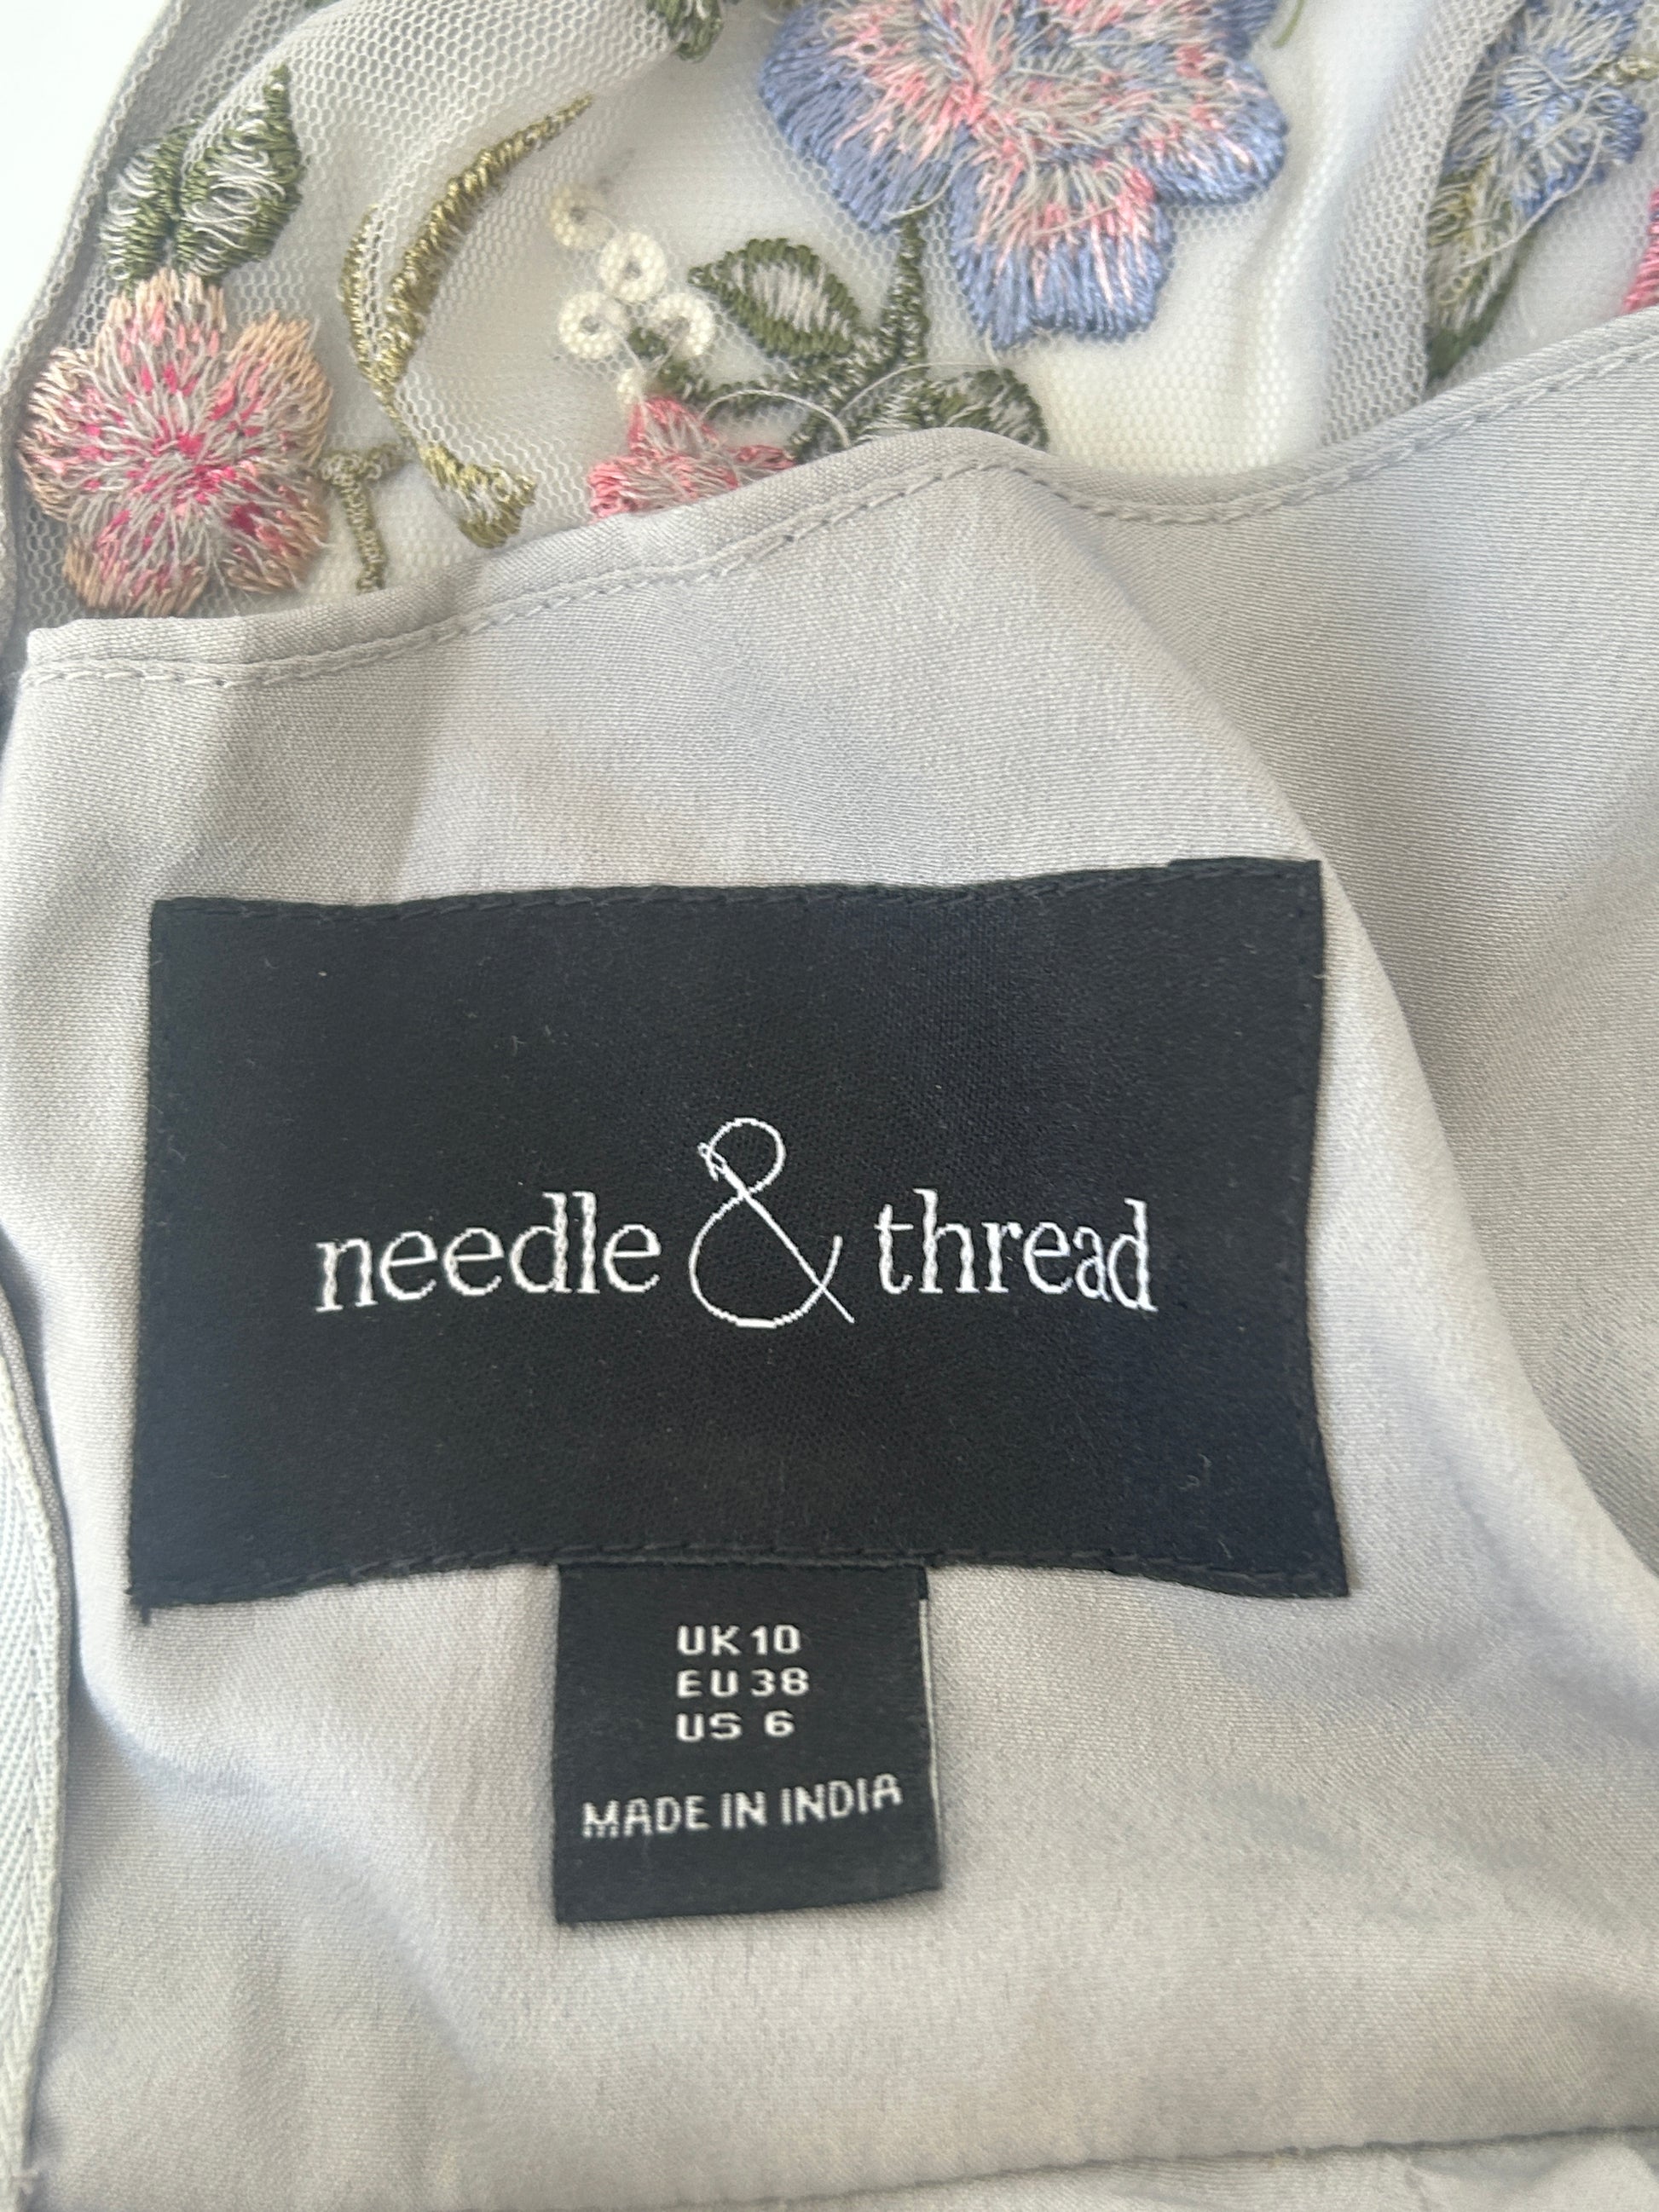 needle & thread
UK 10
EU 38
US 6
MADE IN INDIA